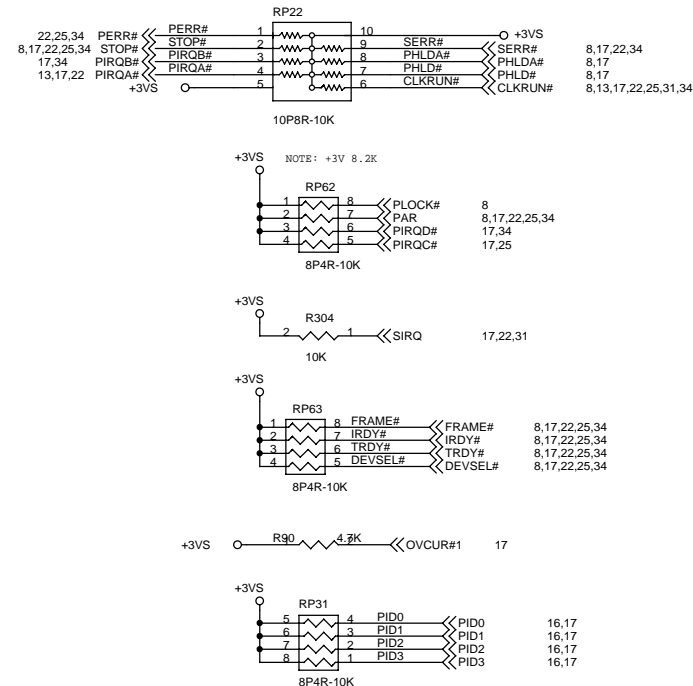 RP22
22,25,34 PERR# PERR# 1 10 +3VS
8,17,22,25,34 STOP# STOP# 2 9 SERR# SERR# 8,17,22,34
17,34 PIRQB# PIRQB# 3 8 PHLDA# PHLDA# 8,17
13,17,22 PIRQA# PIRQA# 4 7 PHLD# PHLD# 8,17
+3VS 5 6 CLKRUN# CLKRUN# 8,13,17,22,25,31,34
10P8R-10K
+3VS NOTE: +3V 8.2K
RP62
1 8 PLOCK# 8
2 7 PAR 8,17,22,25,34
3 6 PIRQD# 17,34
4 5 PIRQC# 17,25
8P4R-10K
+3VS
R304
2 1 SIRQ 17,22,31
10K
+3VS
RP63
1 8 FRAME# FRAME# 8,17,22,25,34
2 7 IRDY# IRDY# 8,17,22,25,34
3 6 TRDY# TRDY# 8,17,22,25,34
4 5 DEVSEL# DEVSEL# 8,17,22,25,34
8P4R-10K
+3VS R90 1 4.7K 2 OVCUR#1 17
+3VS
RP31
5 4 PID0 PID0 16,17
6 3 PID1 PID1 16,17
7 2 PID2 PID2 16,17
8 1 PID3 PID3 16,17
8P4R-10K